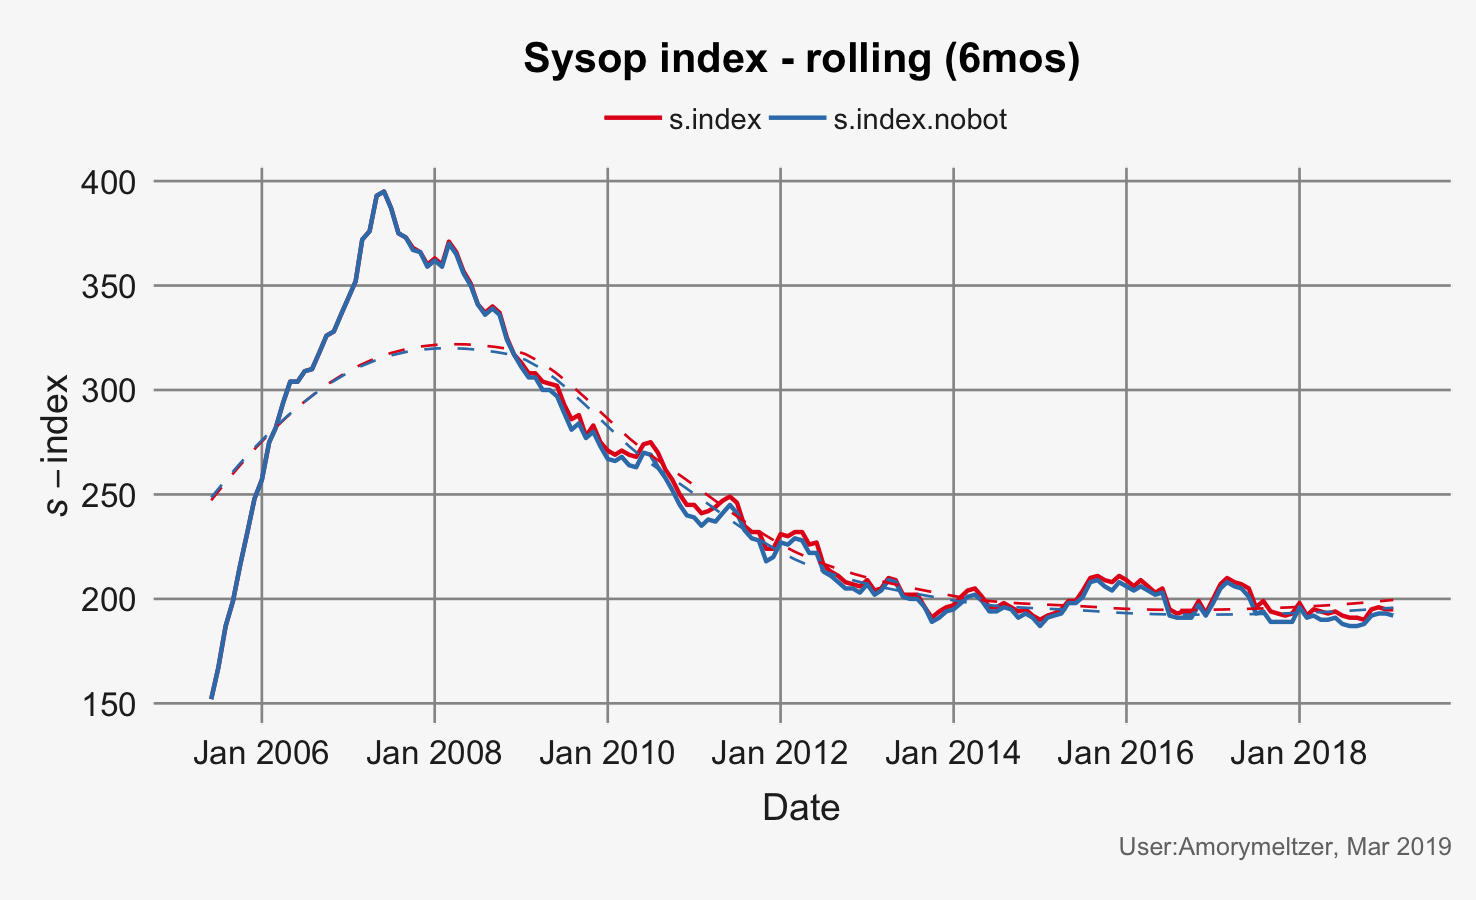 Sysop index - rolling (6mos)
s.index s.index.nobot
400
350
300
250
200
150
s – index
Jan 2006 Jan 2008 Jan 2010 Jan 2012 Jan 2014 Jan 2016 Jan 2018
Date
User:Amorymeltzer, Mar 2019